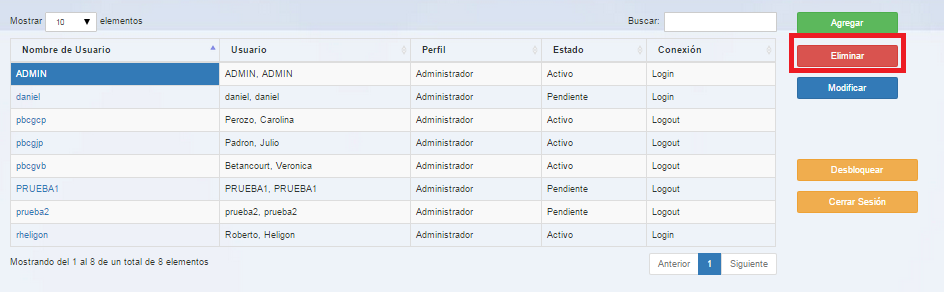 Mostrar 10 elementos Buscar: Agregar
Nombre de Usuario Usuario Perfil Estado Conexión Eliminar
ADMIN ADMIN, ADMIN Administrador Activo Login
daniel daniel, daniel Administrador Pendiente Login Modificar
pbcgcp Perozo, Carolina Administrador Activo Logout
pbcgjp Padron, Julio Administrador Activo Logout
pbcgvb Betancourt, Veronica Administrador Activo Logout Desbloquear
PRUEBA1 PRUEBA1, PRUEBA1 Administrador Pendiente Logout
prueba2 prueba2, prueba2 Administrador Pendiente Logout Cerrar Sesión
rheligon Roberto, Heligon Administrador Activo Login
Mostrando del 1 al 8 de un total de 8 elementos Anterior 1 Siguiente